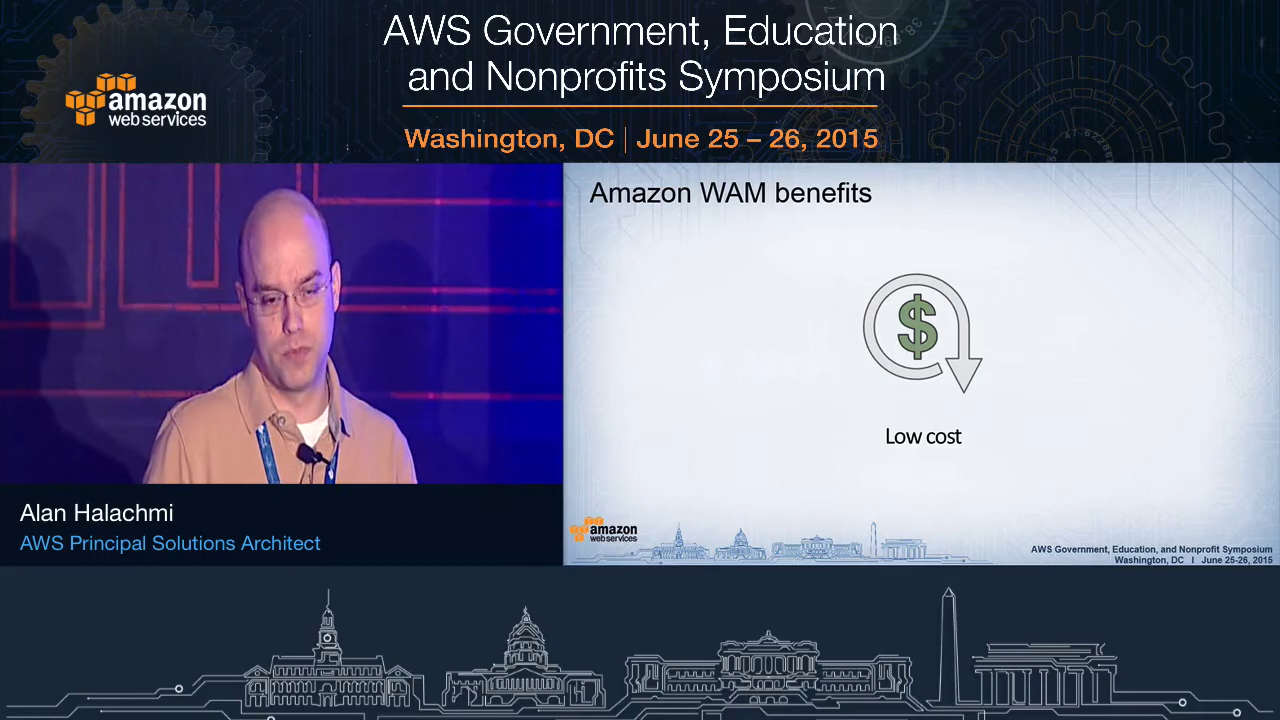 AWS Government, Education
and Nonprofits Symposium
Washington, DC | June 25 – 26, 2015
amazon
web services
Amazon WAM benefits
$
Low cost
Alan Halachmi
AWS Principal Solutions Architect
amazon
web services
AWS Government, Education, and Nonprofit Symposium
Washington, DC | June 25-26, 2015